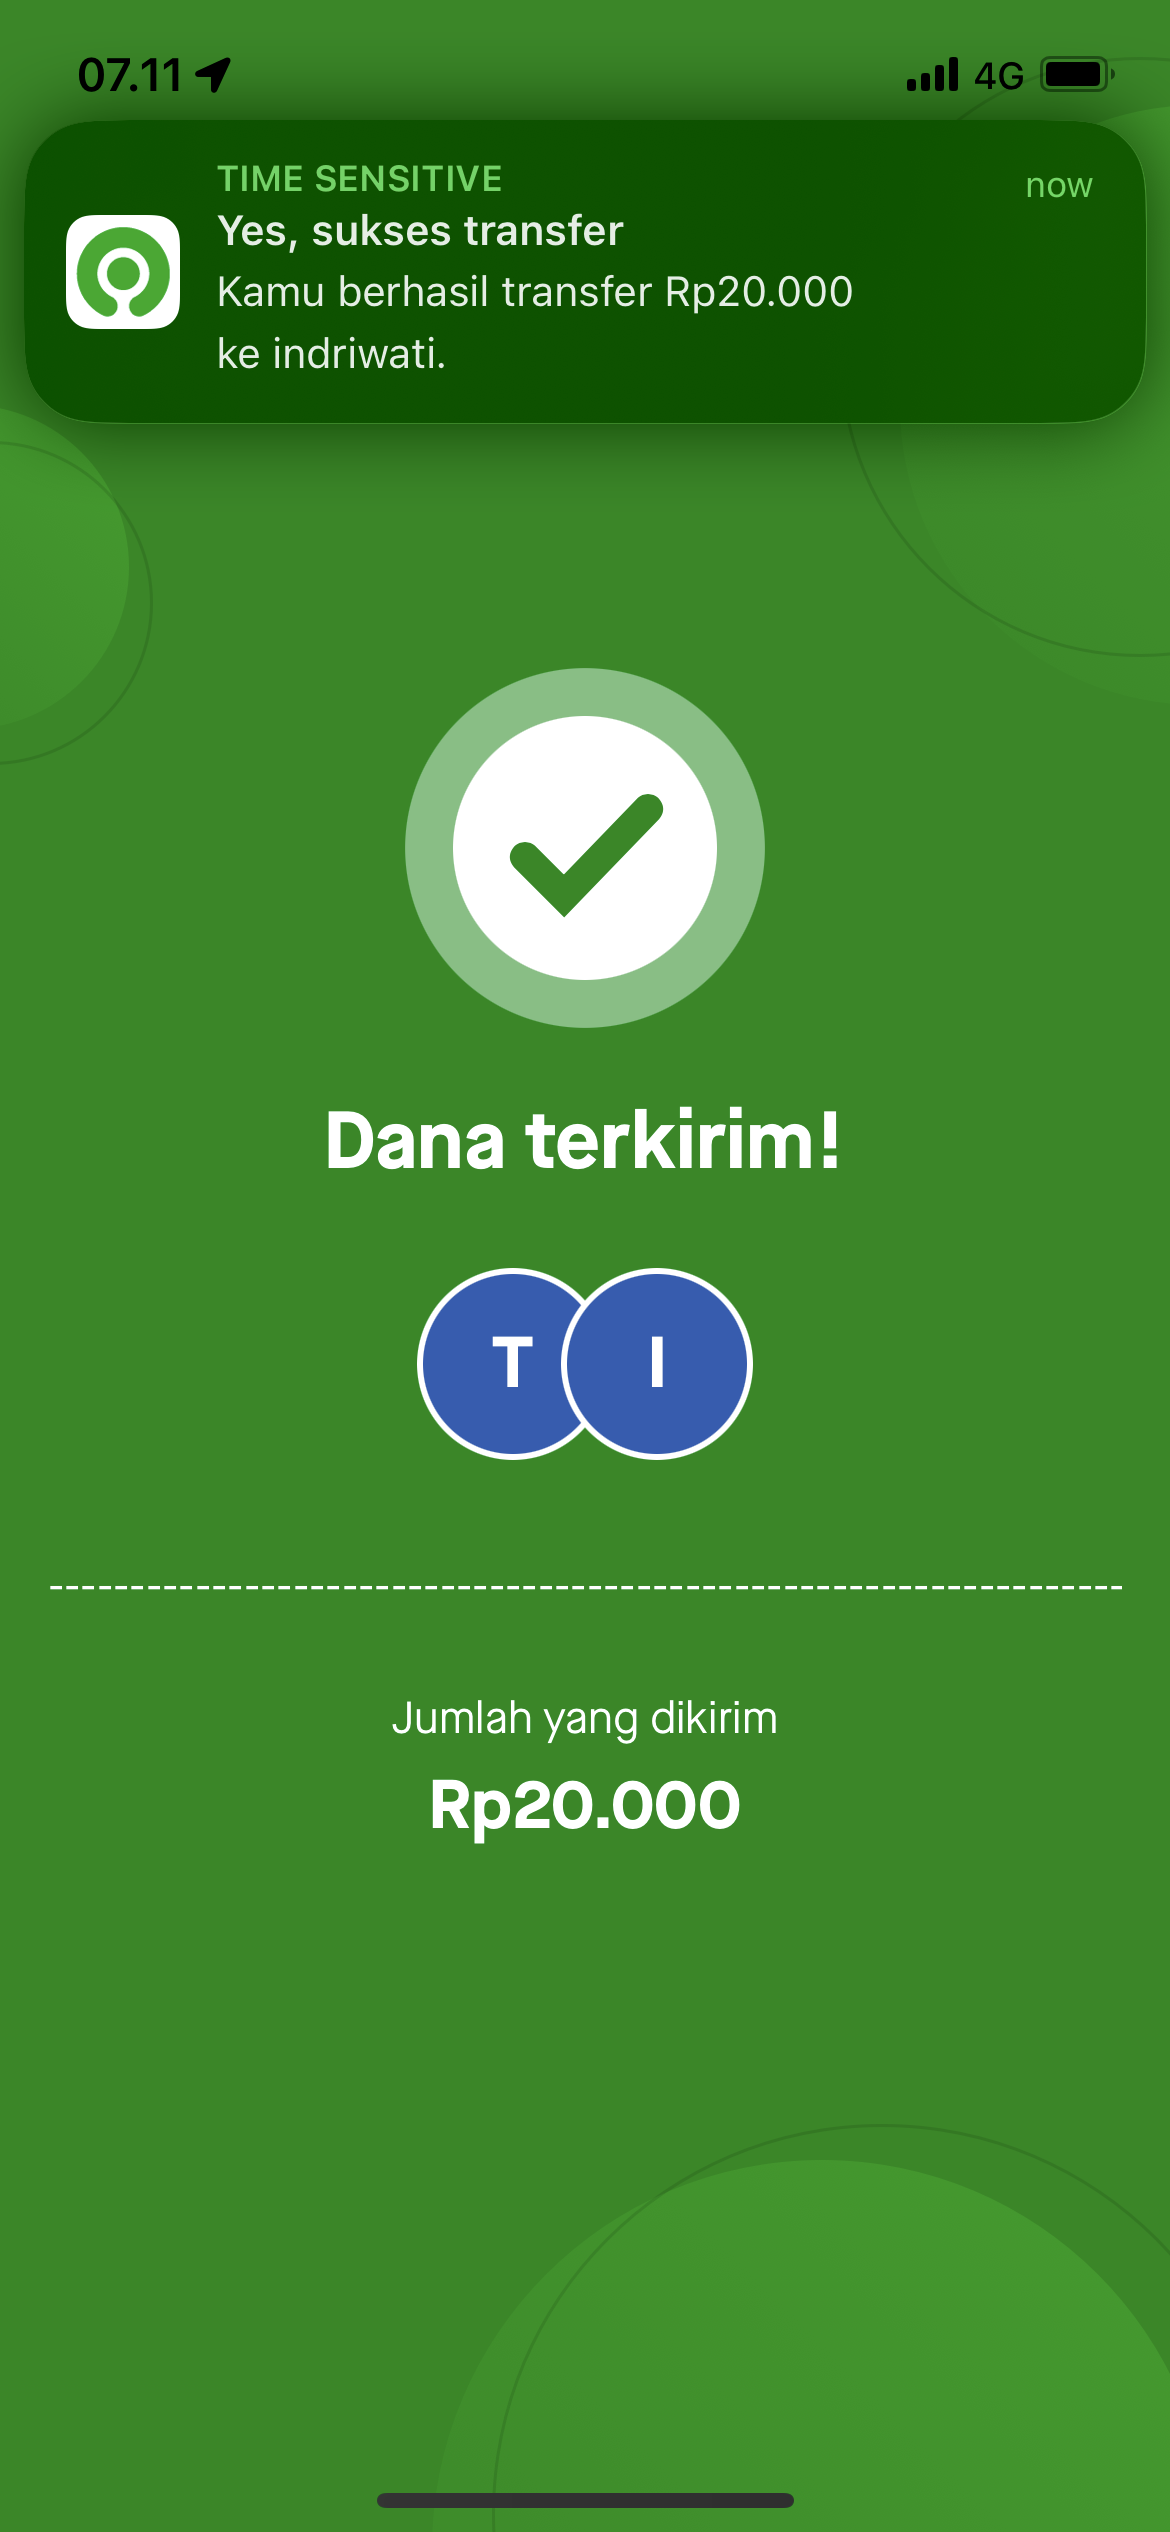 07.11
4G
TIME SENSITIVE
now
Yes, sukses transfer
Kamu berhasil transfer Rp20.000
ke indriwati.
Dana terkirim!
T
I
Jumlah yang dikirim
Rp20.000